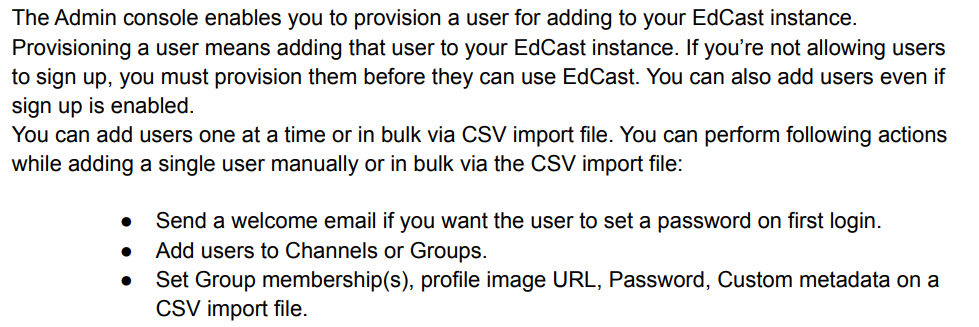 The Admin console enables you to provision a user for adding to your EdCast instance.
Provisioning a user means adding that user to your EdCast instance. If you’re not allowing users
to sign up, you must provision them before they can use EdCast. You can also add users even if
sign up is enabled.
You can add users one at a time or in bulk via CSV import file. You can perform following actions
while adding a single user manually or in bulk via the CSV import file:
● Send a welcome email if you want the user to set a password on first login.
● Add users to Channels or Groups.
● Set Group membership(s), profile image URL, Password, Custom metadata on a
CSV import file.